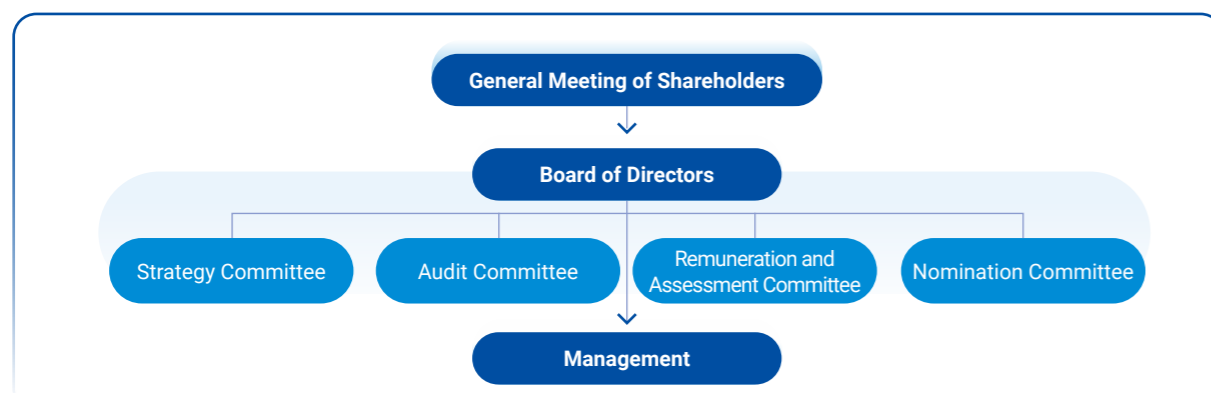 General Meeting of Shareholders
Board of Directors
Strategy Committee
Audit Committee
Remuneration and
Assessment Committee
Nomination Committee
Management